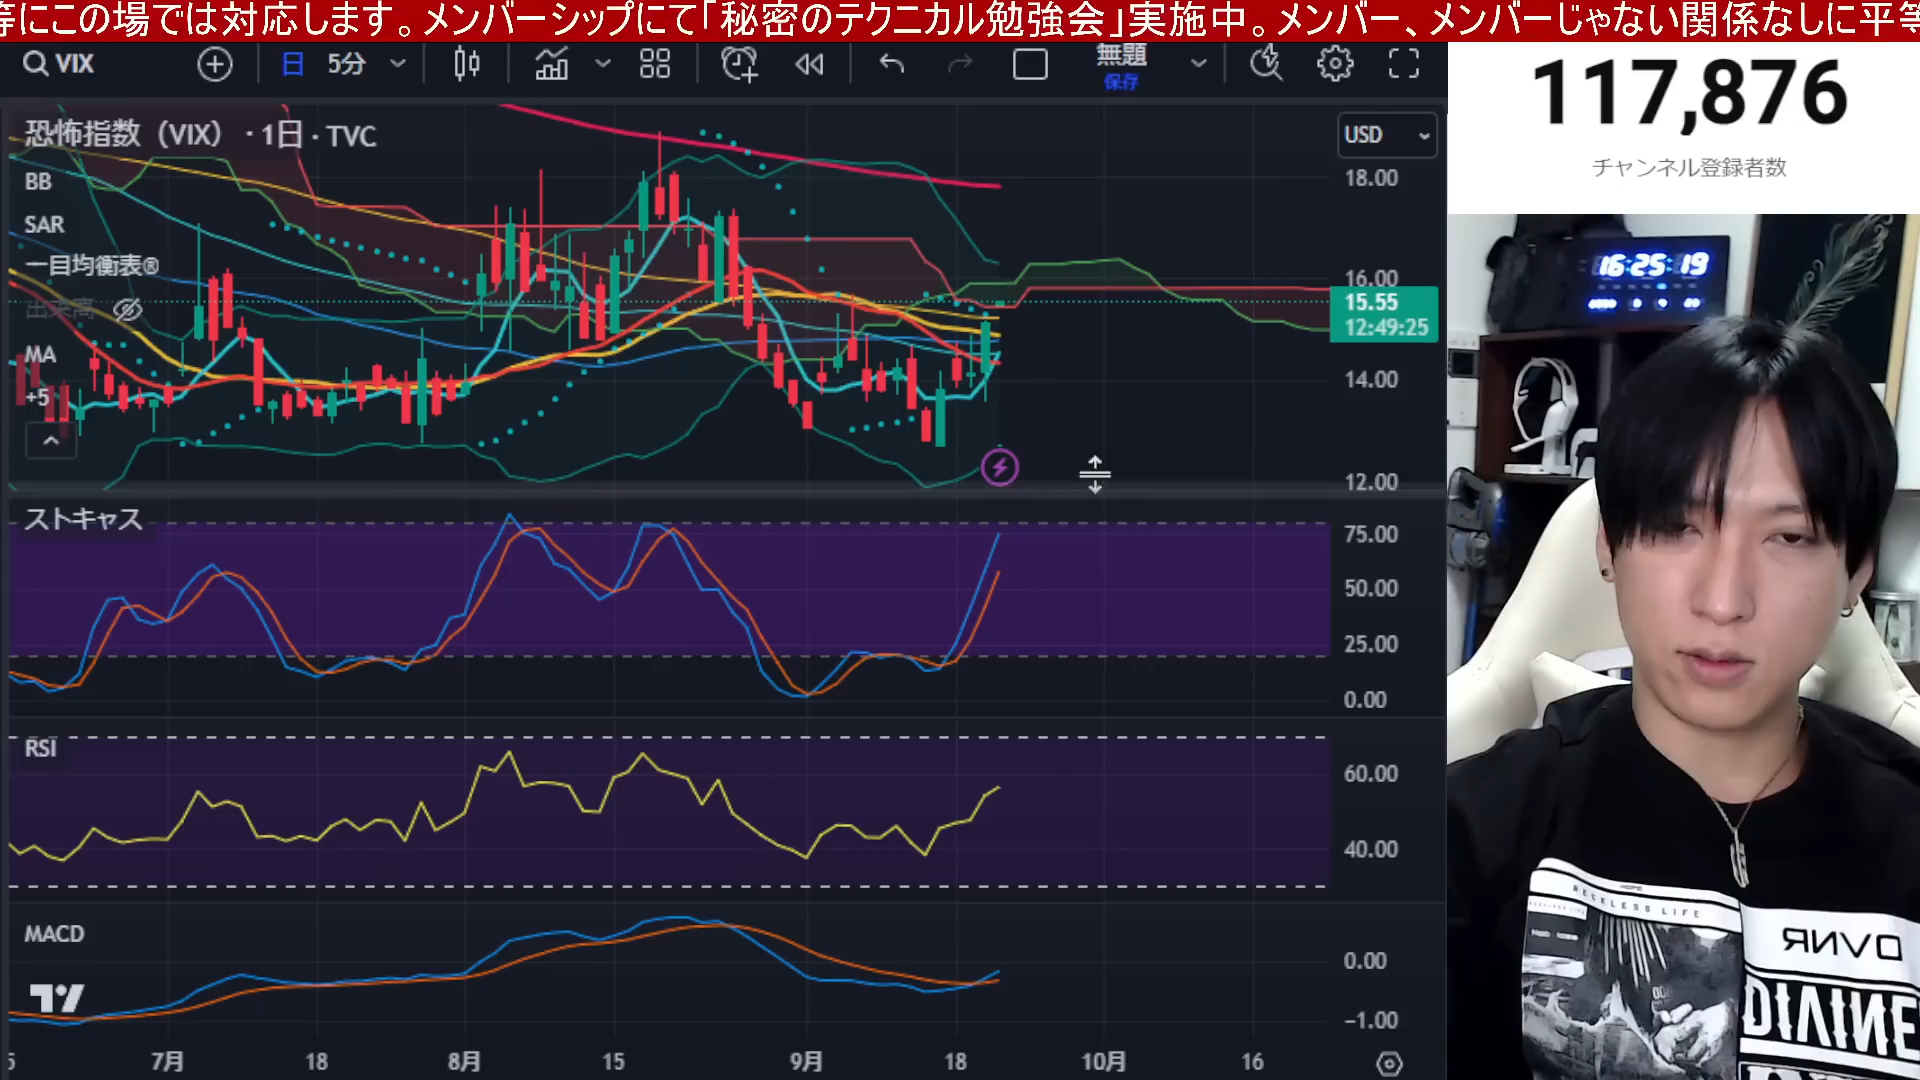 等にこの場では対応します。メンバーシップにて「秘密のテクニカル勉強会」実施中。メンバー、メンバーじゃない関係なしに平等
VIX
日
5分
無題
保存
117,876
チャンネル登録者数
恐怖指数（VIX）・1日・TVC
USD
BB
SAR
一目均衡表®
出来高
MA
+5
18.00
16.00
15.55
12:49:25
14.00
12.00
ストキャス
75.00
50.00
25.00
0.00
RSI
60.00
40.00
MACD
0.00
-1.00
7月
18
8月
15
9月
18
10月
16
16:25:19
RECKLESS LIFE
DVNR